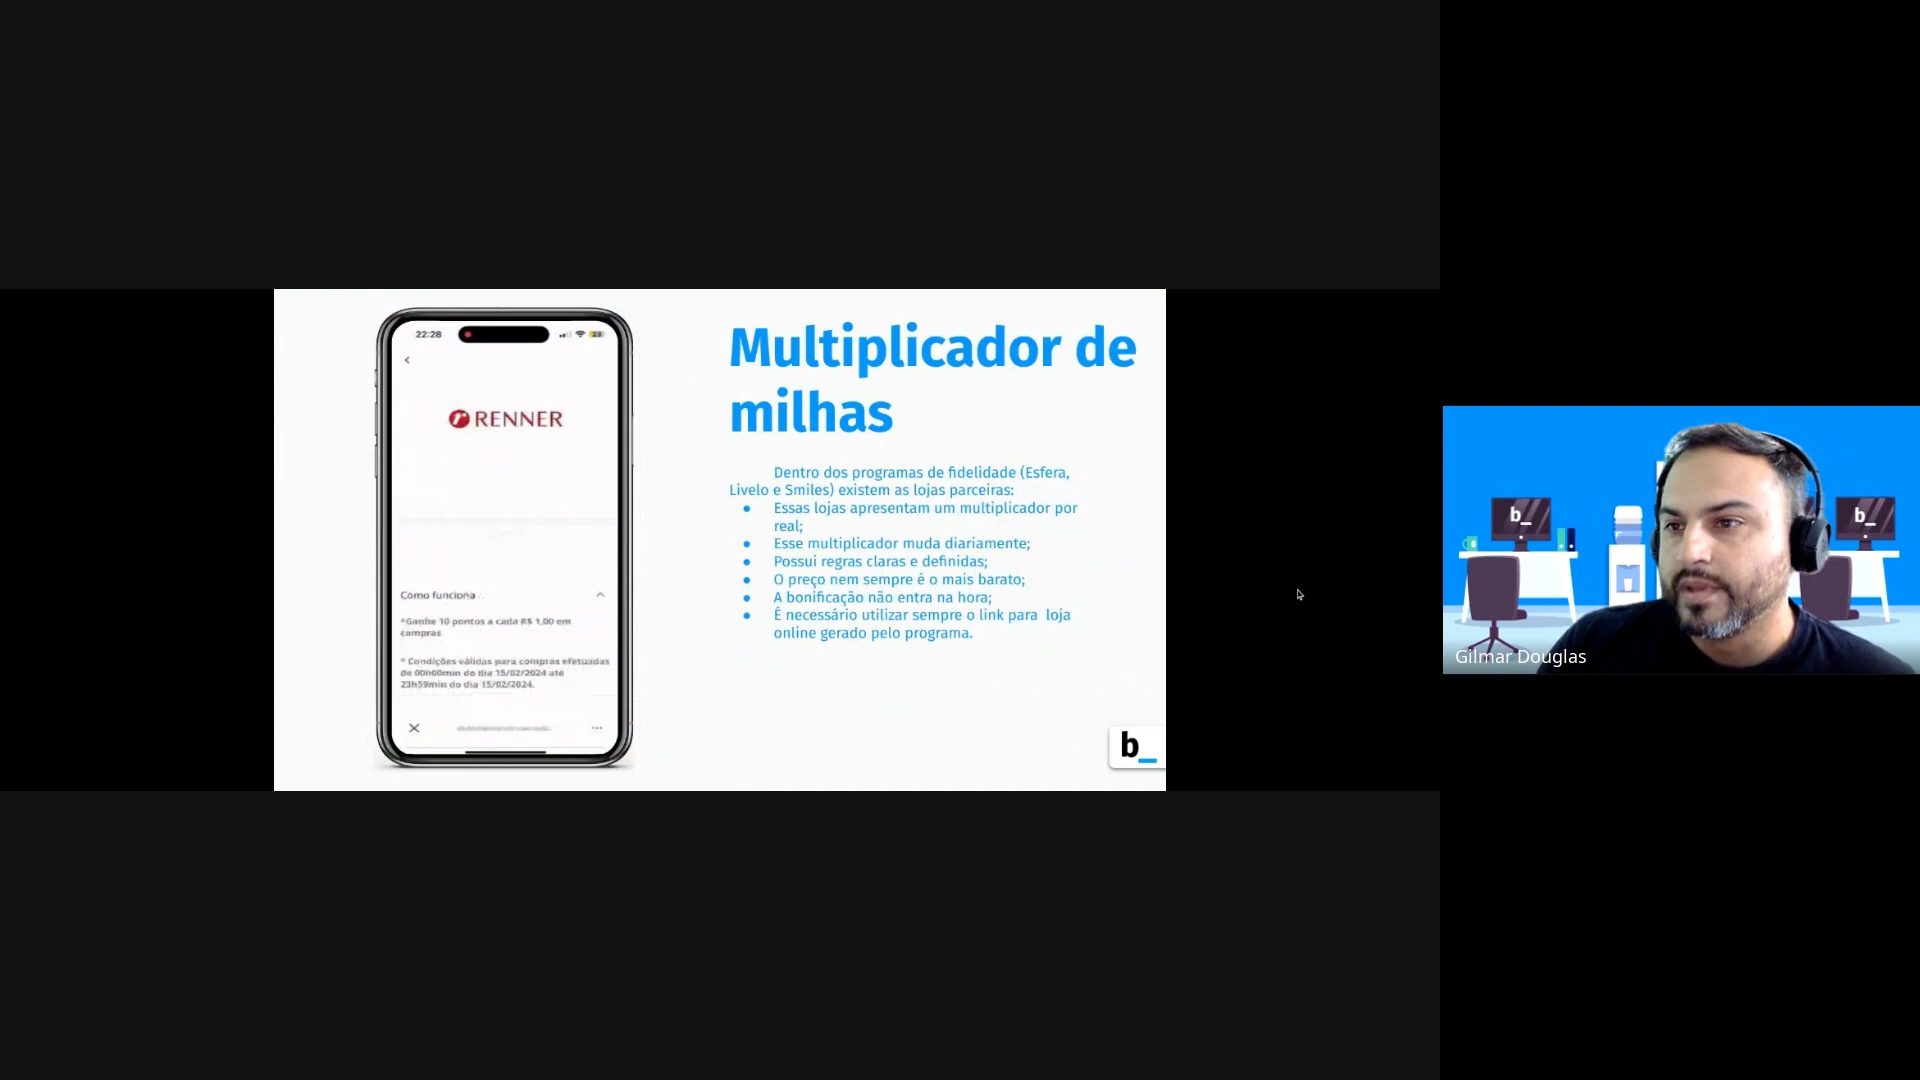 22:28
RENNER
Como funciona
*Ganhe 10 pontos a cada R$ 1,00 em
compras
* Condições válidas para compras efetuadas
de 00h00min do dia 15/02/2024 até
23h59min do dia 15/02/2024.
Multiplicador de
milhas
Dentro dos programas de fidelidade (Esfera,
Livelo e Smiles) existem as lojas parceiras:
● Essas lojas apresentam um multiplicador por
real;
● Esse multiplicador muda diariamente;
● Possui regras claras e definidas;
● O preço nem sempre é o mais barato;
● A bonificação não entra na hora;
● É necessário utilizar sempre o link para loja
online gerado pelo programa.
b_
b_
b_
Gilmar Douglas